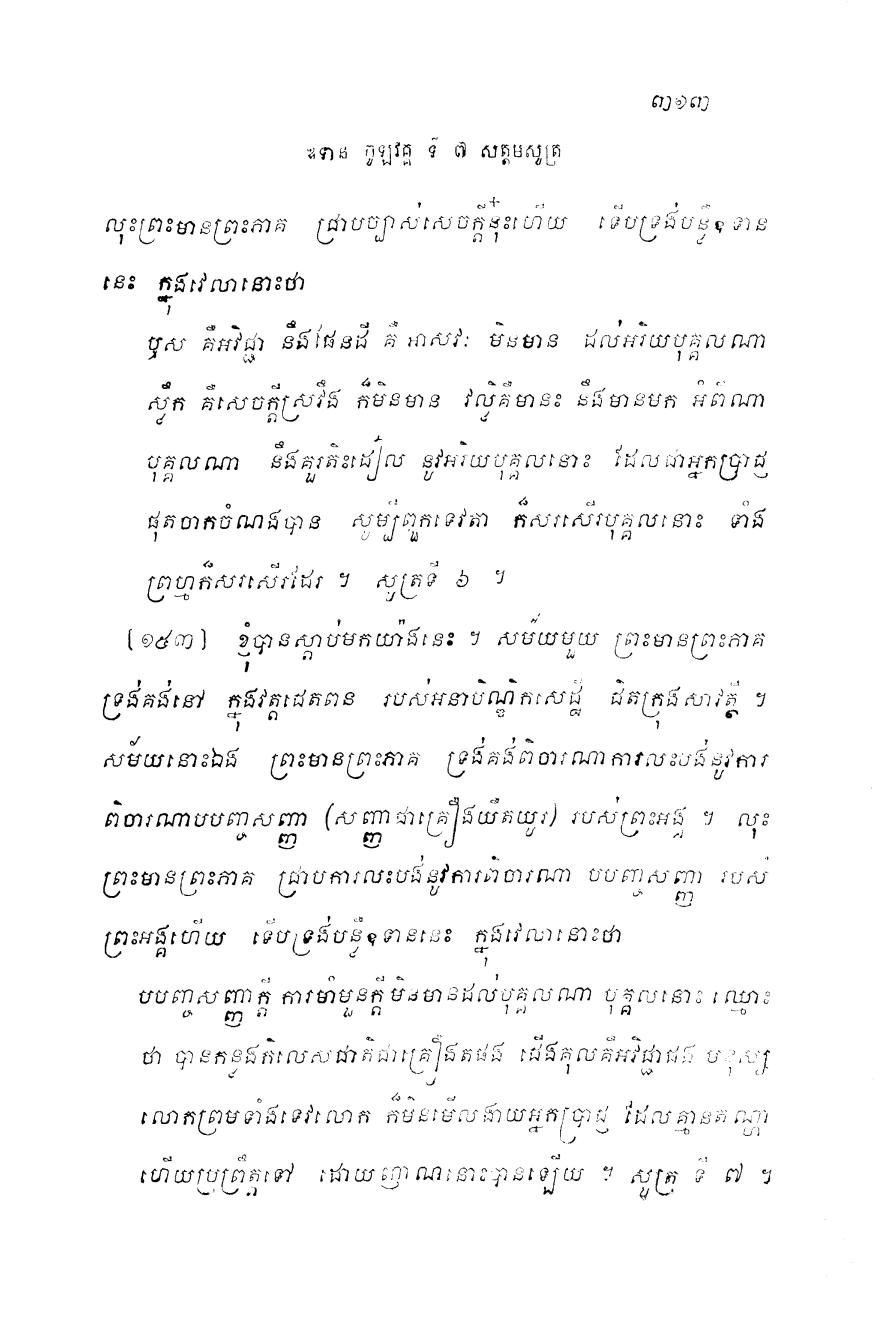 ៣១៣
ឧទាន ចូឡវគ្គ ទី ៧ សត្តមសូត្រ
លុះព្រះមានព្រះភាគ ជ្រាបច្បាស់សេចក្តីនុ៎ះហើយ ទើបទ្រង់បន្លឺឧទាន
នេះ ក្នុងវេលានោះថា
ឫស គឺអវិជ្ជា នឹងផែនដី គឺ អាសវៈ មិនមាន ដល់អរិយបុគ្គលណា
ស្លឹក គឺសេចក្តីស្រវឹង ក៏មិនមាន វល្លិ៍គឺមានះ នឹងមានមក អំពីណា
បុគ្គលណា នឹងគួរតិះដៀល នូវអរិយបុគ្គលនោះ ដែលជាអ្នកប្រាជ្ញ
ផុតចាកចំណងបាន សូម្បីពួកទេវតា ក៏សរសើរបុគ្គលនោះ ទាំង
ព្រហ្មក៏សរសើរដែរ ។ សូត្រទី ៦ ។
(១៥៣) ខ្ញុំបានស្តាប់មកយ៉ាងនេះ ។ សម័យមួយ ព្រះមានព្រះភាគ
ទ្រង់គង់នៅ ក្នុងវត្តជេតពន របស់អនាថបិណ្ឌិកសេដ្ឋី ជិតក្រុងសាវត្ថី ។
សម័យនោះឯង ព្រះមានព្រះភាគ ទ្រង់គង់ពិចារណាការលះបង់នូវការ
ពិចារណាបបញ្ចសញ្ញា (សញ្ញាជាគ្រឿងយឺតយូរ) របស់ព្រះអង្គ ។ លុះ
ព្រះមានព្រះភាគ ជ្រាបការលះបង់នូវការពិចារណា បបញ្ចសញ្ញា របស់
ព្រះអង្គហើយ ទើបទ្រង់បន្លឺឧទាននេះ ក្នុងវេលានោះថា
បបញ្ចសញ្ញាក្តី ការមាំមួនក្តី មិនមានដល់បុគ្គលណា បុគ្គលនោះ ឈ្មោះ
ថា បានកន្លងកិលេសជាតិជាគ្រឿងតផង ជើងគុលគឺអវិជ្ជាផង មនុស្ស
លោកព្រមទាំងទេវលោក ក៏មិនមើលងាយអ្នកប្រាជ្ញ ដែលគ្មានតណ្ហា
ហើយប្រព្រឹត្តទៅ ដោយញាណនោះបានឡើយ ។ សូត្រ ទី ៧ ។